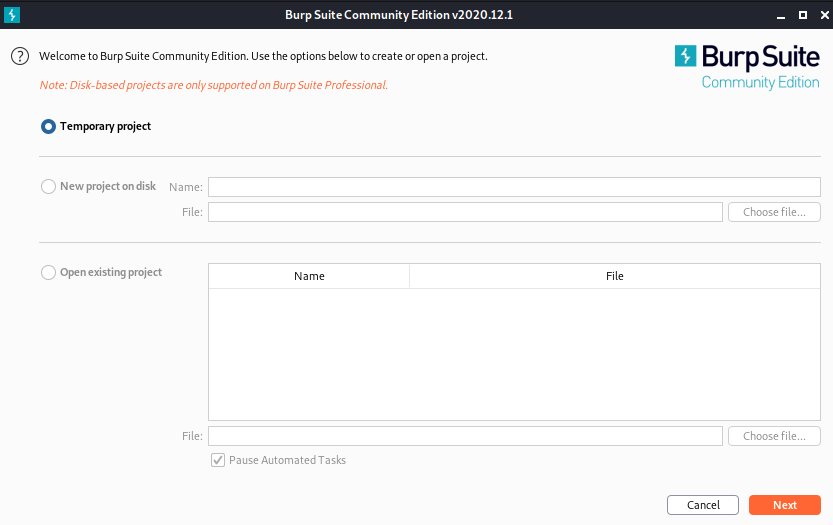 Burp Suite Community Edition v2020.12.1
? Welcome to Burp Suite Community Edition. Use the options below to create or open a project.
Burp Suite
Community Edition
Note: Disk-based projects are only supported on Burp Suite Professional.
Temporary project
New project on disk Name:
File: Choose file...
Open existing project Name File
File: Choose file...
Pause Automated Tasks
Cancel Next